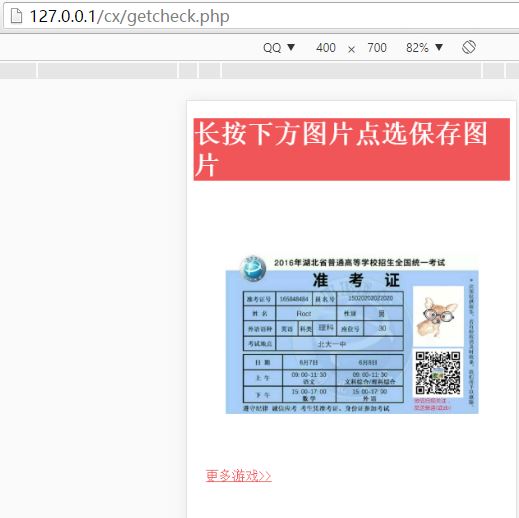 127.0.0.1/cx/getcheck.php
QQ ▼ 400 × 700 82% ▼
长按下方图片点选保存图
片
2016年湖北省普通高等学校招生全国统一考试
准 考 证
准考证号 165848484 报名号 15020202022020
姓 名 Root 性 别 男
外语语种 英语 科类 理科 座位号 30
考试地点 北大一中
日 期 6月7日 6月8日
上 午 09:00-11:30 语文 09:00-11:30 文科综合/理科综合
下 午 15:00-17:00 数 学 15:00-17:00 外 语
遵守纪律 诚信应考 考生凭准考证、身份证参加考试
更多游戏>>